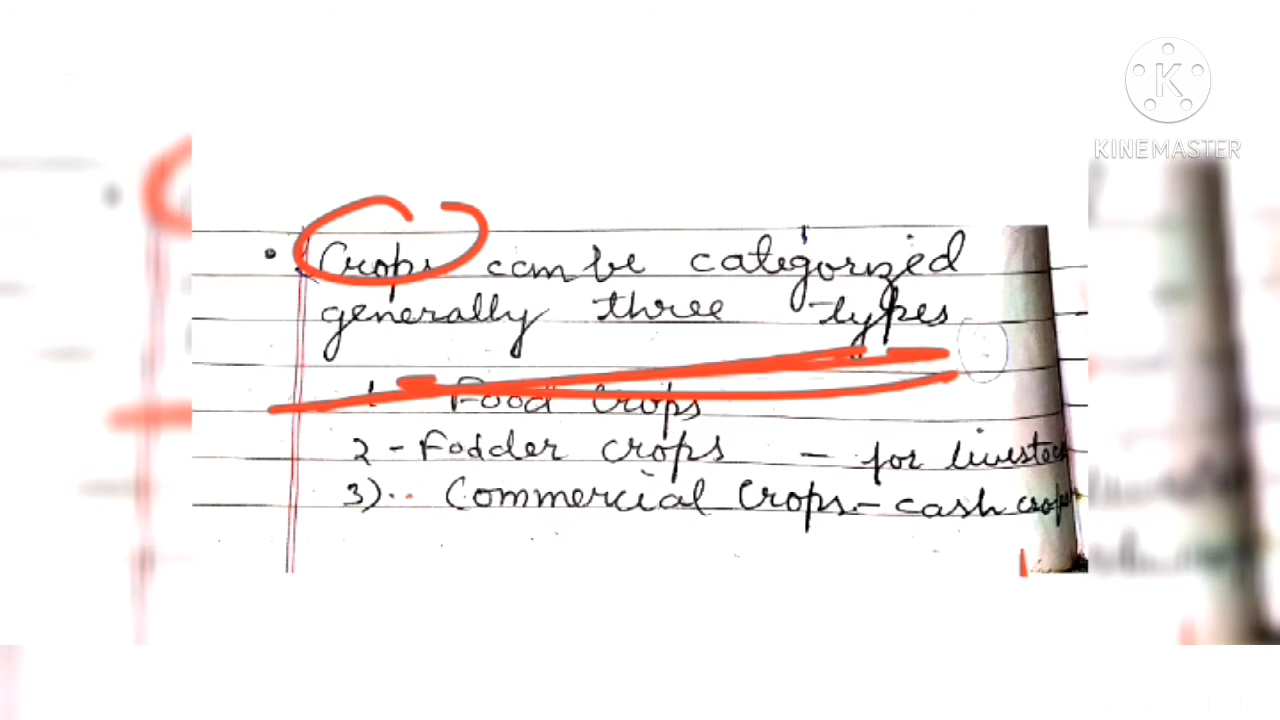 KINEMASTER
• Crops can be categorized
generally three types
1 Food Crops
2 - Fodder crops - for livestock
3).. Commercial Crops. - cash crops